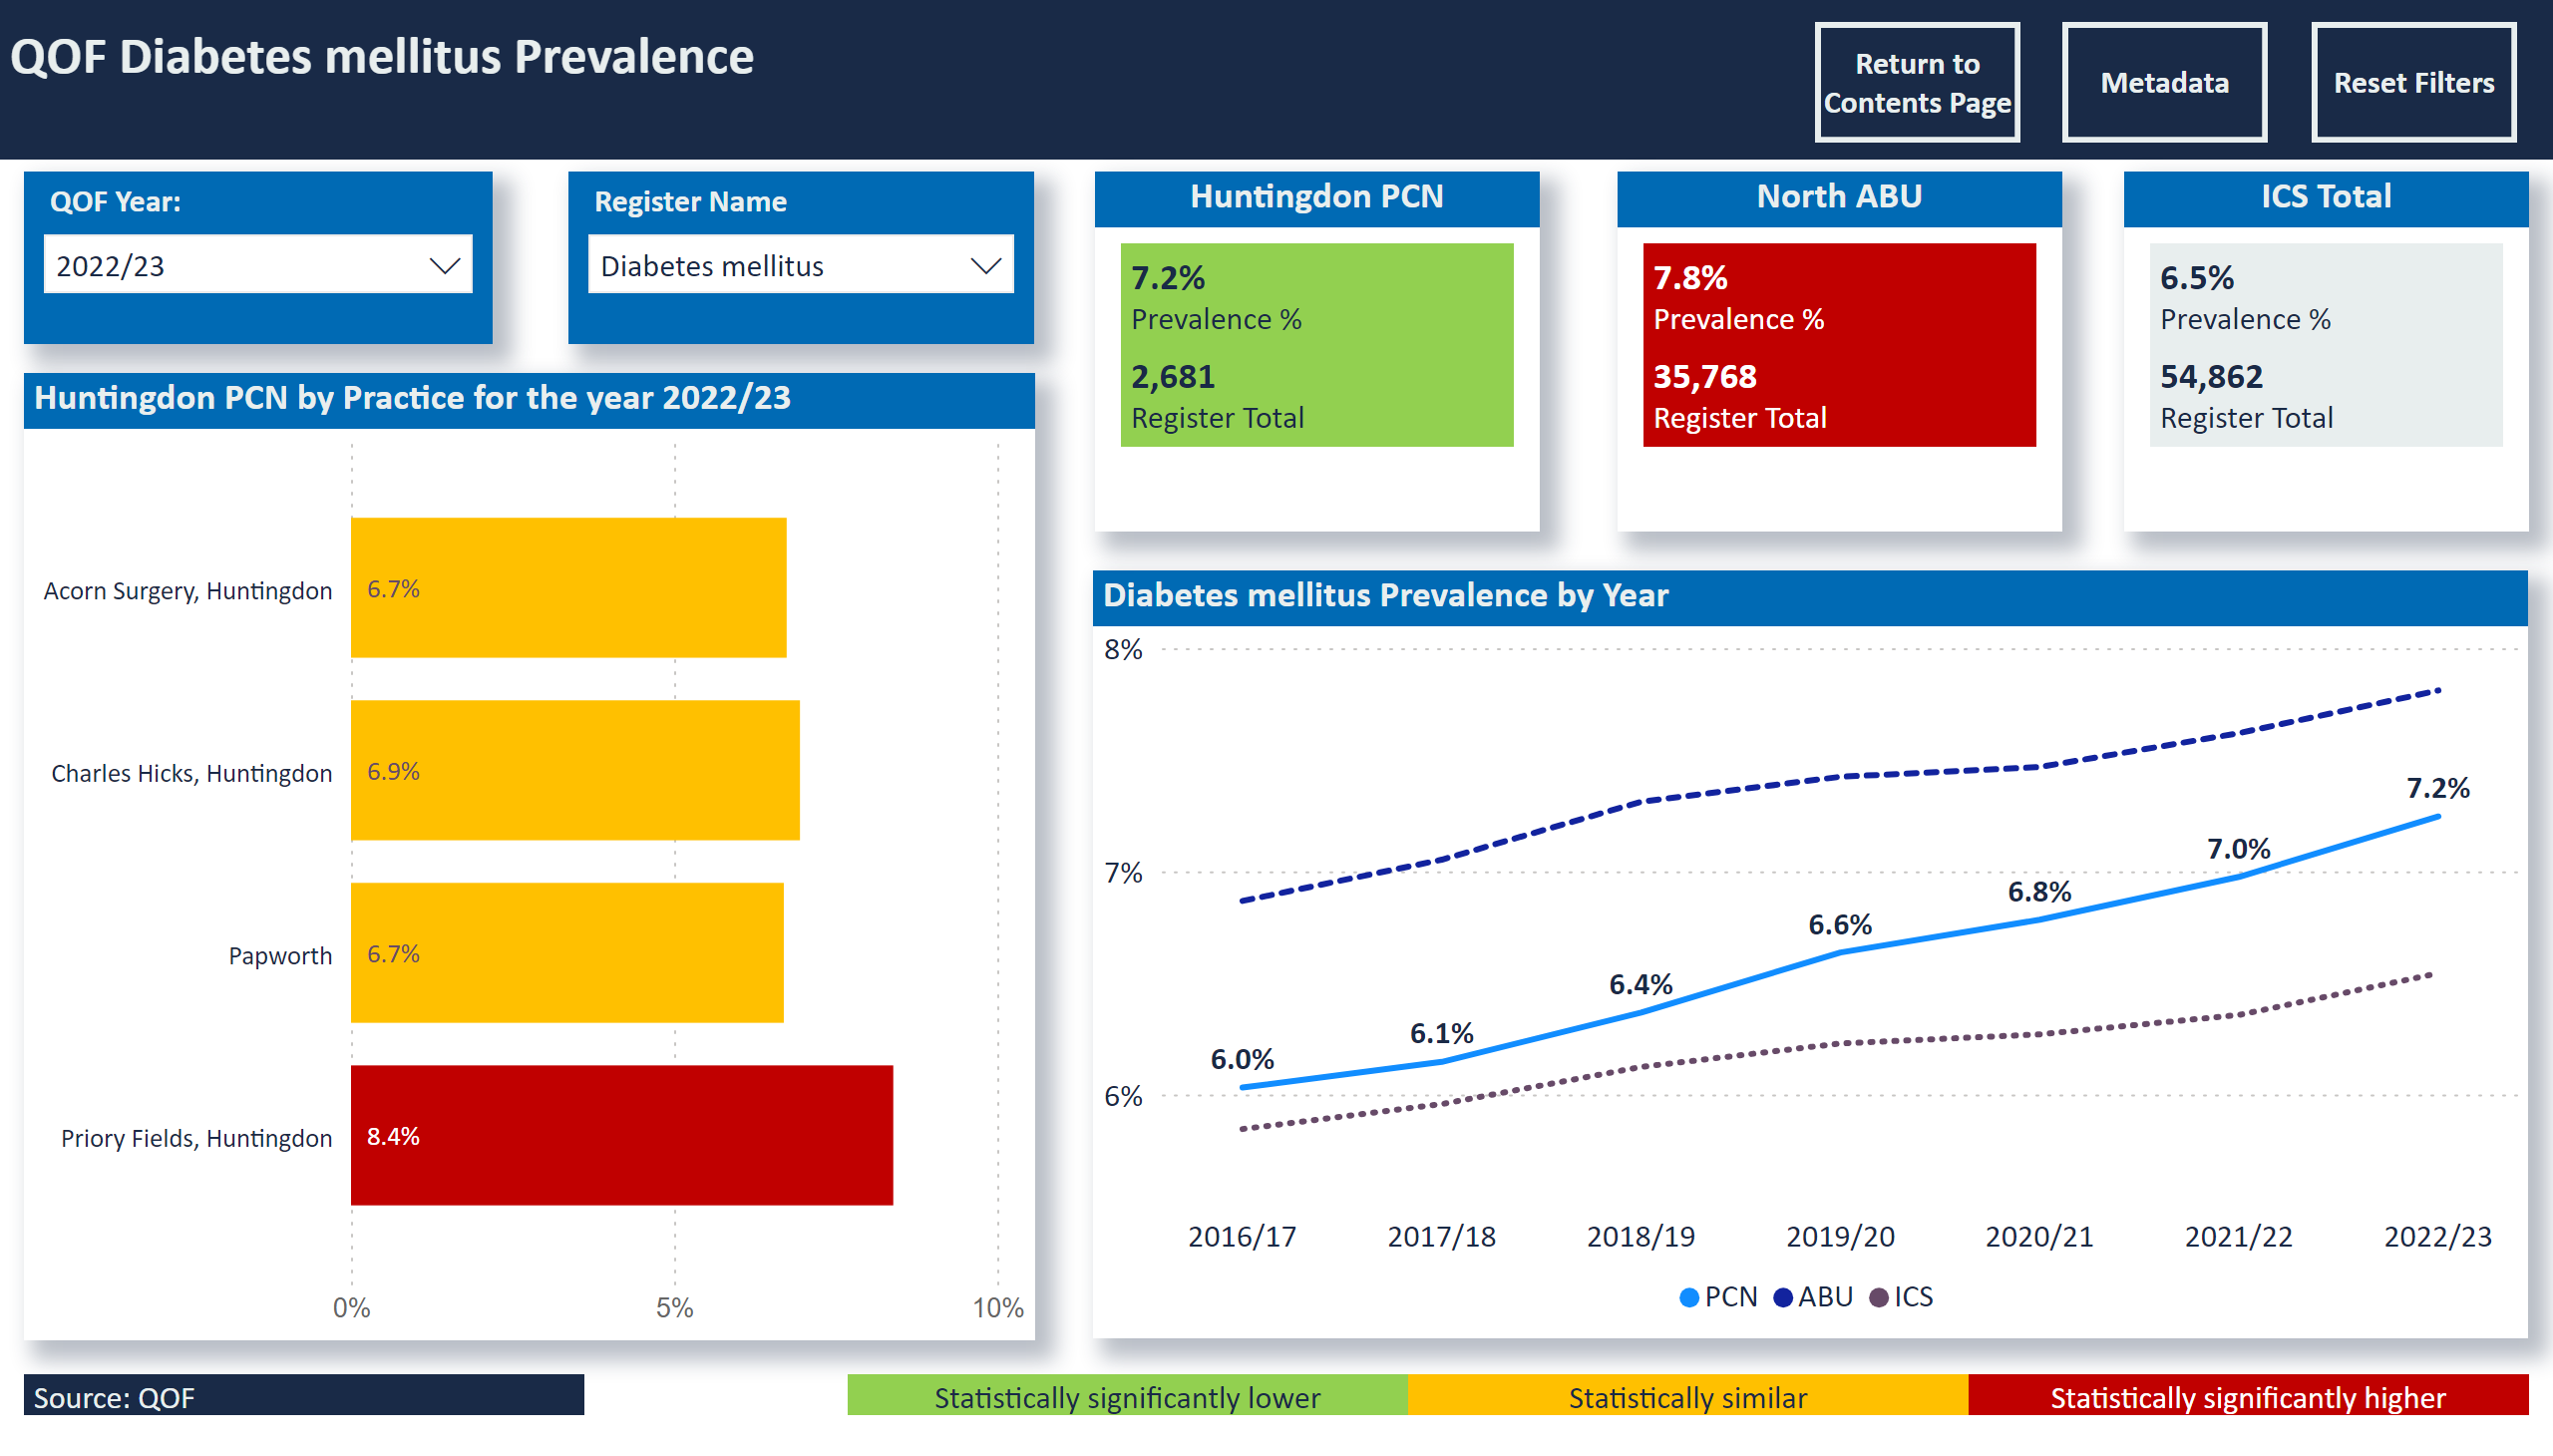 QOF Diabetes mellitus Prevalence
Return to
Contents Page
Metadata
Reset Filters
QOF Year:
2022/23
Register Name
Diabetes mellitus
Huntingdon PCN
7.2%
Prevalence %
2,681
Register Total
North ABU
7.8%
Prevalence %
35,768
Register Total
ICS Total
6.5%
Prevalence %
54,862
Register Total
Huntingdon PCN by Practice for the year 2022/23
Acorn Surgery, Huntingdon
6.7%
Charles Hicks, Huntingdon
6.9%
Papworth
6.7%
Priory Fields, Huntingdon
8.4%
0%
5%
10%
Diabetes mellitus Prevalence by Year
8%
7%
6%
6.0%
6.1%
6.4%
6.6%
6.8%
7.0%
7.2%
2016/17
2017/18
2018/19
2019/20
2020/21
2021/22
2022/23
PCN
ABU
ICS
Source: QOF
Statistically significantly lower
Statistically similar
Statistically significantly higher